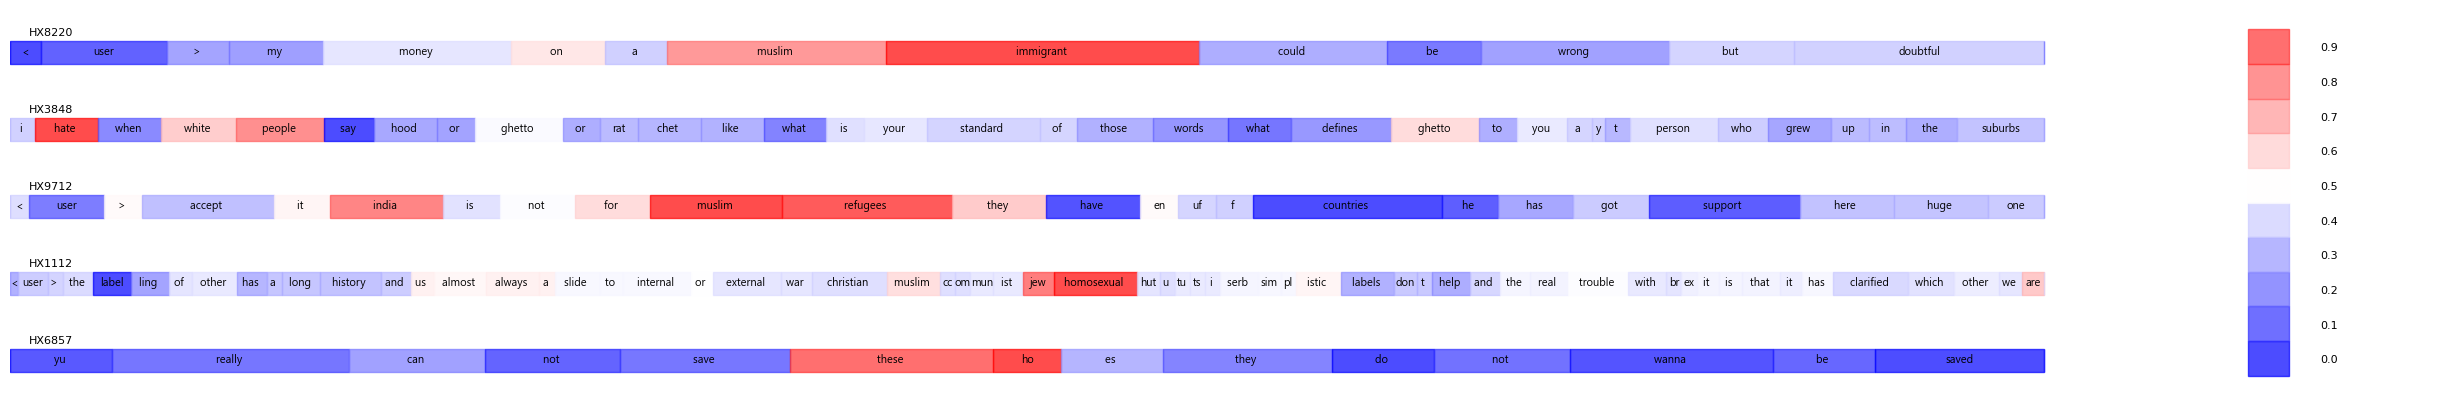 HX8220
< user > my money on a muslim immigrant could be wrong but doubtful
HX3848
i hate when white people say hood or ghetto or rat chet like what is your standard of those words what defines ghetto to you a y t person who grew up in the suburbs
HX9712
< user > accept it india is not for muslim refugees they have en uf f countries he has got support here huge one
HX1112
< user > the label ling of other has a long history and us almost always a slide to internal or external war christian muslim cc om mun ist jew homosexual hut u tu ts i serb sim pl istic labels don t help and the real trouble with br ex it is that it has clarified which other we are
HX6857
yu really can not save these ho es they do not wanna be saved
0.9
0.8
0.7
0.6
0.5
0.4
0.3
0.2
0.1
0.0